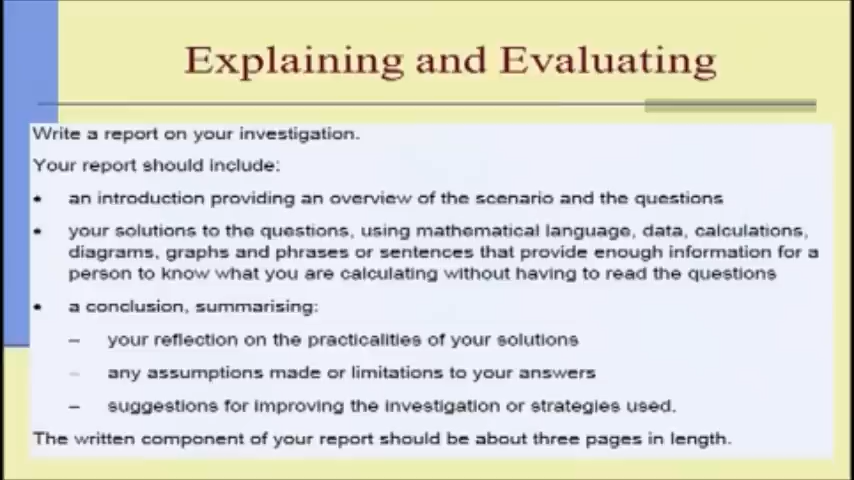 Explaining and Evaluating
Write a report on your investigation.
Your report should include:
• an introduction providing an overview of the scenario and the questions
• your solutions to the questions, using mathematical language, data, calculations,
diagrams, graphs and phrases or sentences that provide enough information for a
person to know what you are calculating without having to read the questions
• a conclusion, summarising:
– your reflection on the practicalities of your solutions
– any assumptions made or limitations to your answers
– suggestions for improving the investigation or strategies used.
The written component of your report should be about three pages in length.